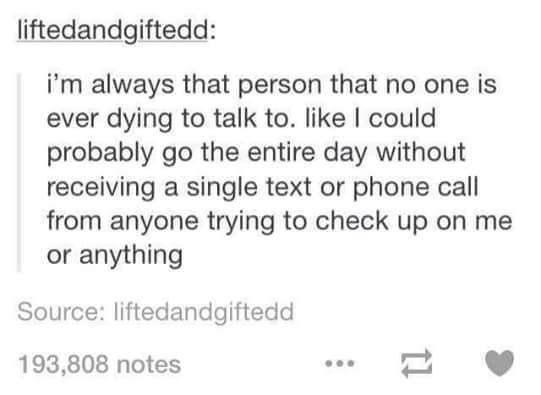 liftedandgiftedd:
i'm always that person that no one is
ever dying to talk to. like I could
probably go the entire day without
receiving a single text or phone call
from anyone trying to check up on me
or anything
Source: liftedandgiftedd
193,808 notes